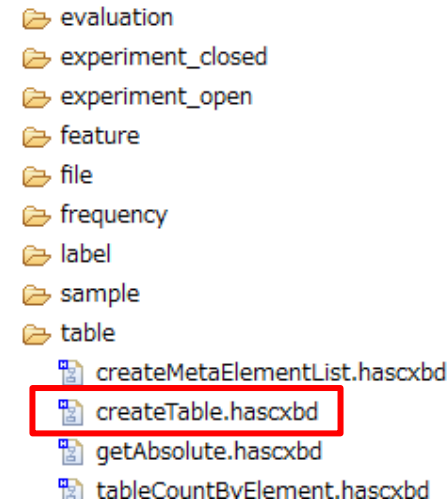 evaluation
experiment_closed
experiment_open
feature
file
frequency
label
sample
table
createMetaElementList.hascxbd
createTable.hascxbd
getAbsolute.hascxbd
tableCountByElement.hascxbd